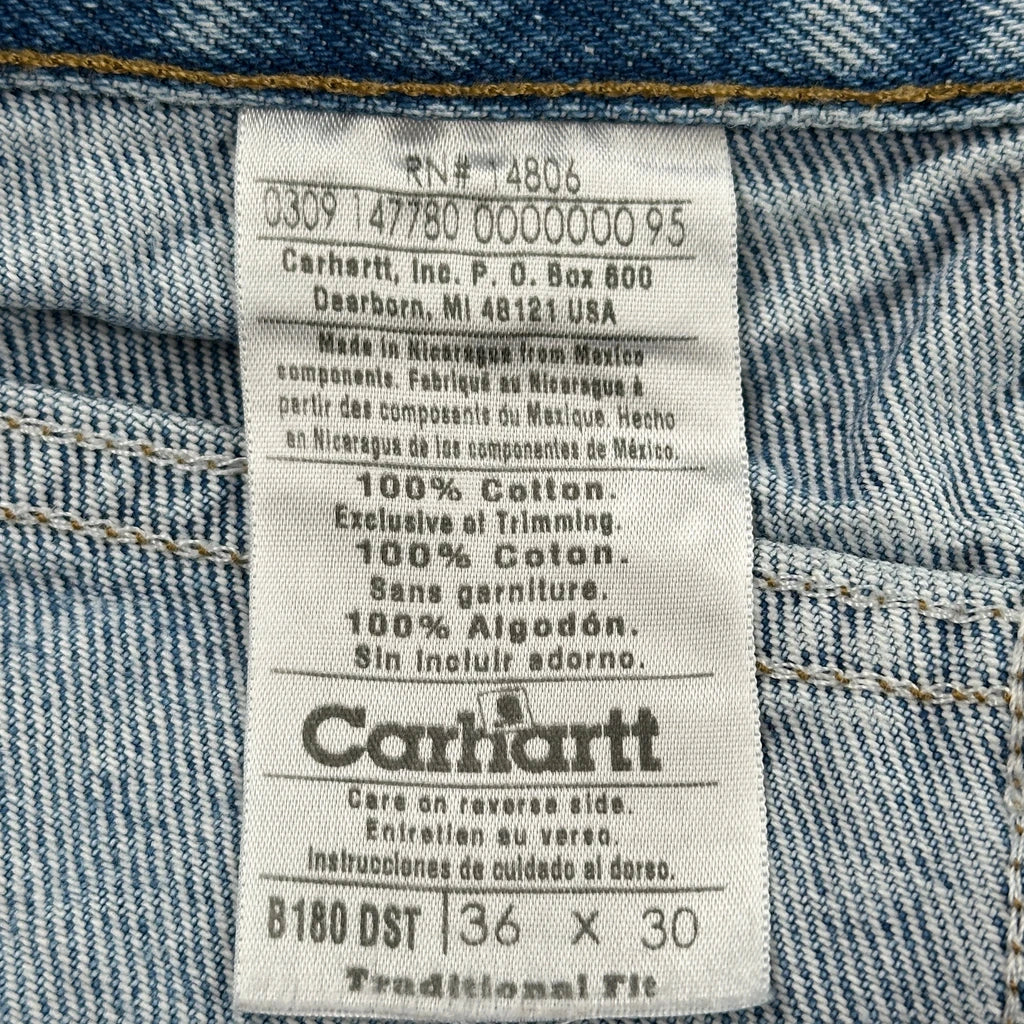 RN# 14806
0309 147780 0000000 95
Carhartt, Inc. P. O. Box 600
Dearborn, MI 48121 USA
Made in Nicaragua from Mexico
components. Fabriqué au Nicaragua à
partir des composants du Mexique. Hecho
en Nicaragua de los componentes de México.
100% Cotton.
Exclusive of Trimming.
100% Coton.
Sans garniture.
100% Algodón.
Sin incluir adorno.
Carhartt
Care on reverse side.
Entretien au verso.
Instrucciones de cuidado al dorso.
B180 DST 36 X 30
Traditional Fit